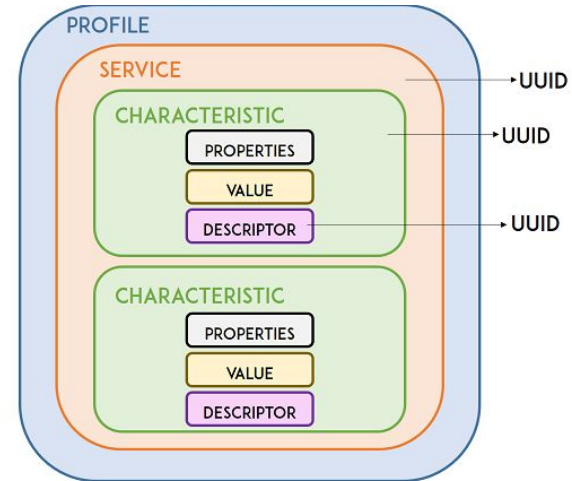 PROFILE
SERVICE
UUID
CHARACTERISTIC
UUID
PROPERTIES
VALUE
DESCRIPTOR
UUID
CHARACTERISTIC
PROPERTIES
VALUE
DESCRIPTOR